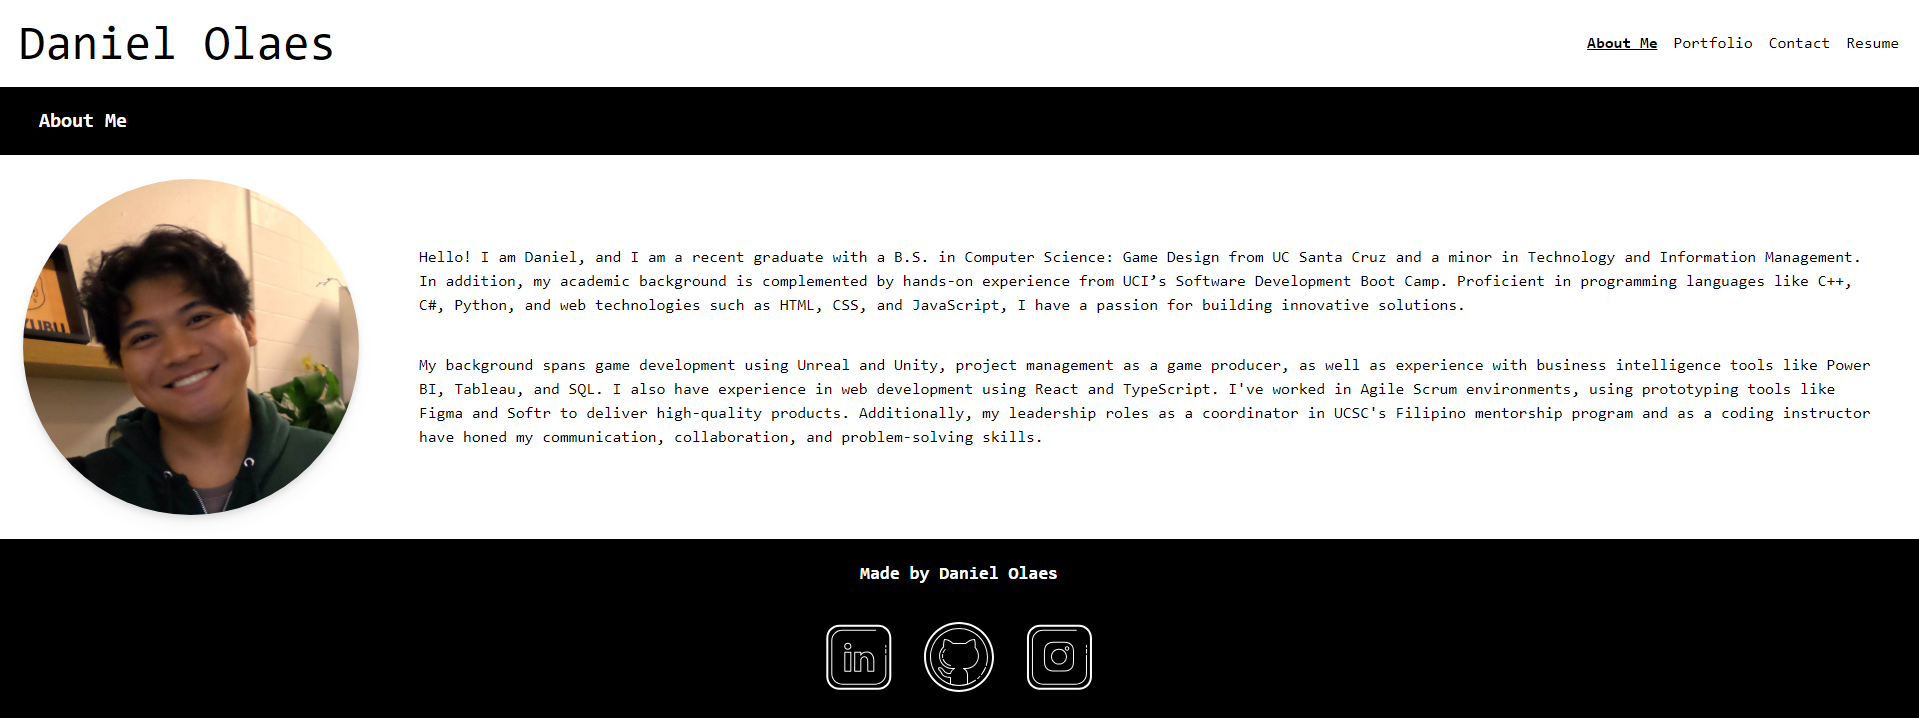 Daniel Olaes
About Me Portfolio Contact Resume
About Me
Hello! I am Daniel, and I am a recent graduate with a B.S. in Computer Science: Game Design from UC Santa Cruz and a minor in Technology and Information Management.
In addition, my academic background is complemented by hands-on experience from UCI’s Software Development Boot Camp. Proficient in programming languages like C++,
C#, Python, and web technologies such as HTML, CSS, and JavaScript, I have a passion for building innovative solutions.
My background spans game development using Unreal and Unity, project management as a game producer, as well as experience with business intelligence tools like Power
BI, Tableau, and SQL. I also have experience in web development using React and TypeScript. I've worked in Agile Scrum environments, using prototyping tools like
Figma and Softr to deliver high-quality products. Additionally, my leadership roles as a coordinator in UCSC's Filipino mentorship program and as a coding instructor
have honed my communication, collaboration, and problem-solving skills.
Made by Daniel Olaes
in